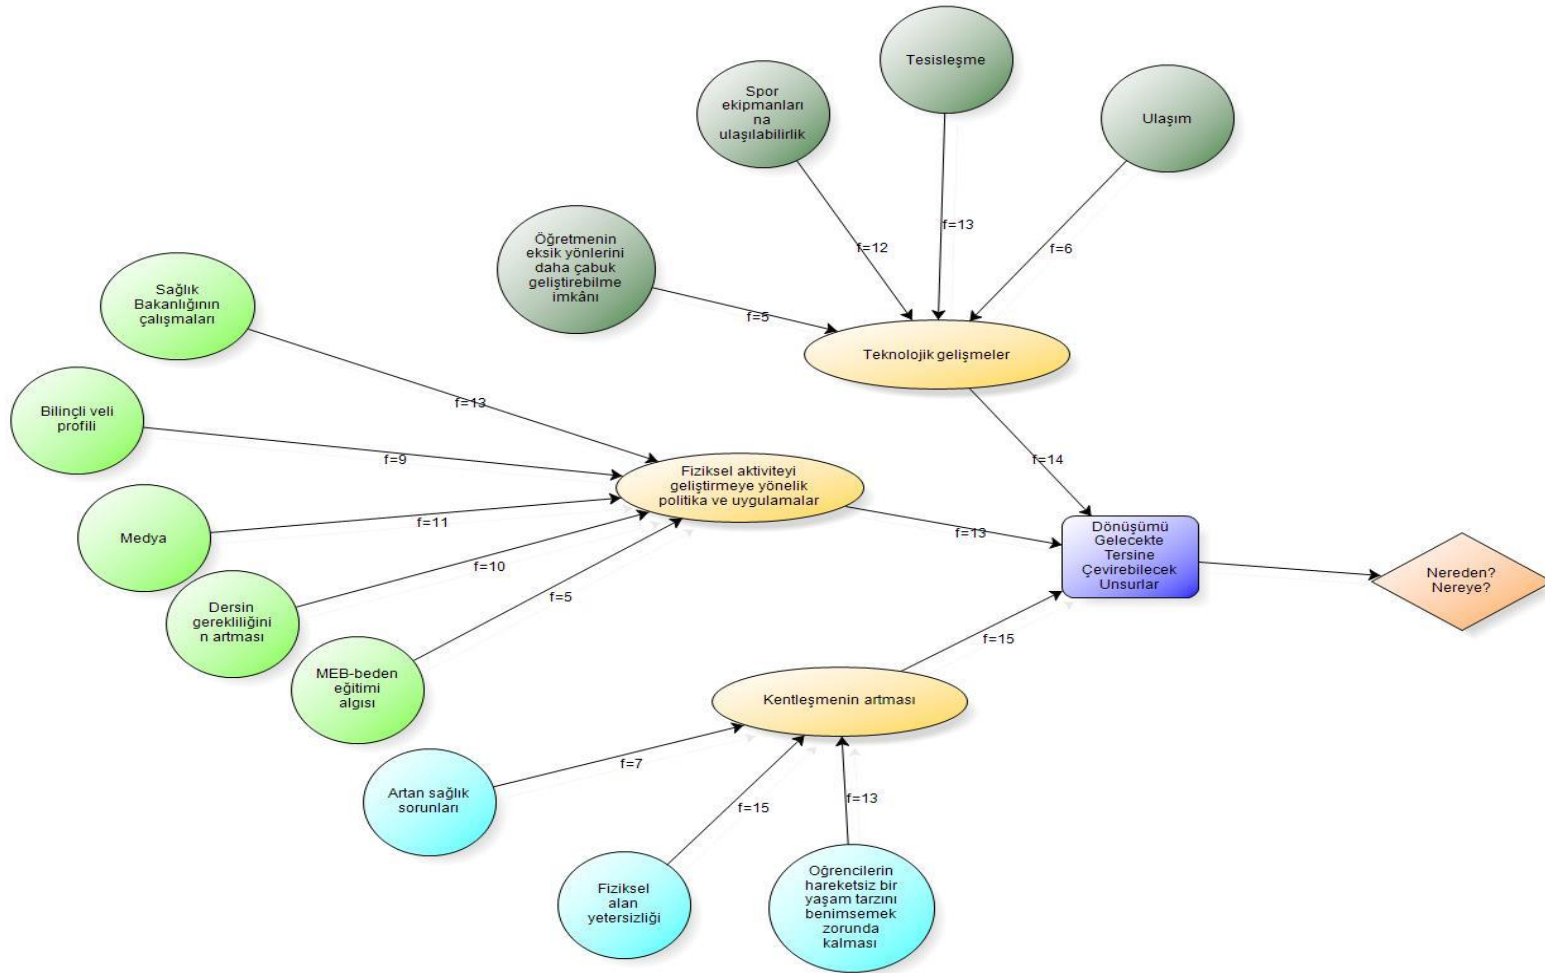 Tesisleşme
Spor
ekipmanları
na
ulaşılabilirlik
Ulaşım
f=13
f=12
f=6
Öğretmenin
eksik yönlerini
daha çabuk
geliştirebilme
imkânı
f=5
Teknolojik gelişmeler
Sağlık
Bakanlığının
çalışmaları
f=13
Bilinçli veli
profili
f=9
f=14
Fiziksel aktiviteyi
geliştirmeye yönelik
politika ve uygulamalar
Medya
f=11
f=13
Dönüşümü
Gelecekte
Tersine
Çevirebilecek
Unsurlar
Nereden?
Nereye?
f=10
Dersin
gerekliliğini
n artması
f=5
MEB-beden
eğitimi
algısı
f=15
Kentleşmenin artması
Artan sağlık
sorunları
f=7
f=15
f=13
Fiziksel
alan
yetersizliği
Oğrencilerin
hareketsiz bir
yaşam tarzını
benimsemek
zorunda
kalması